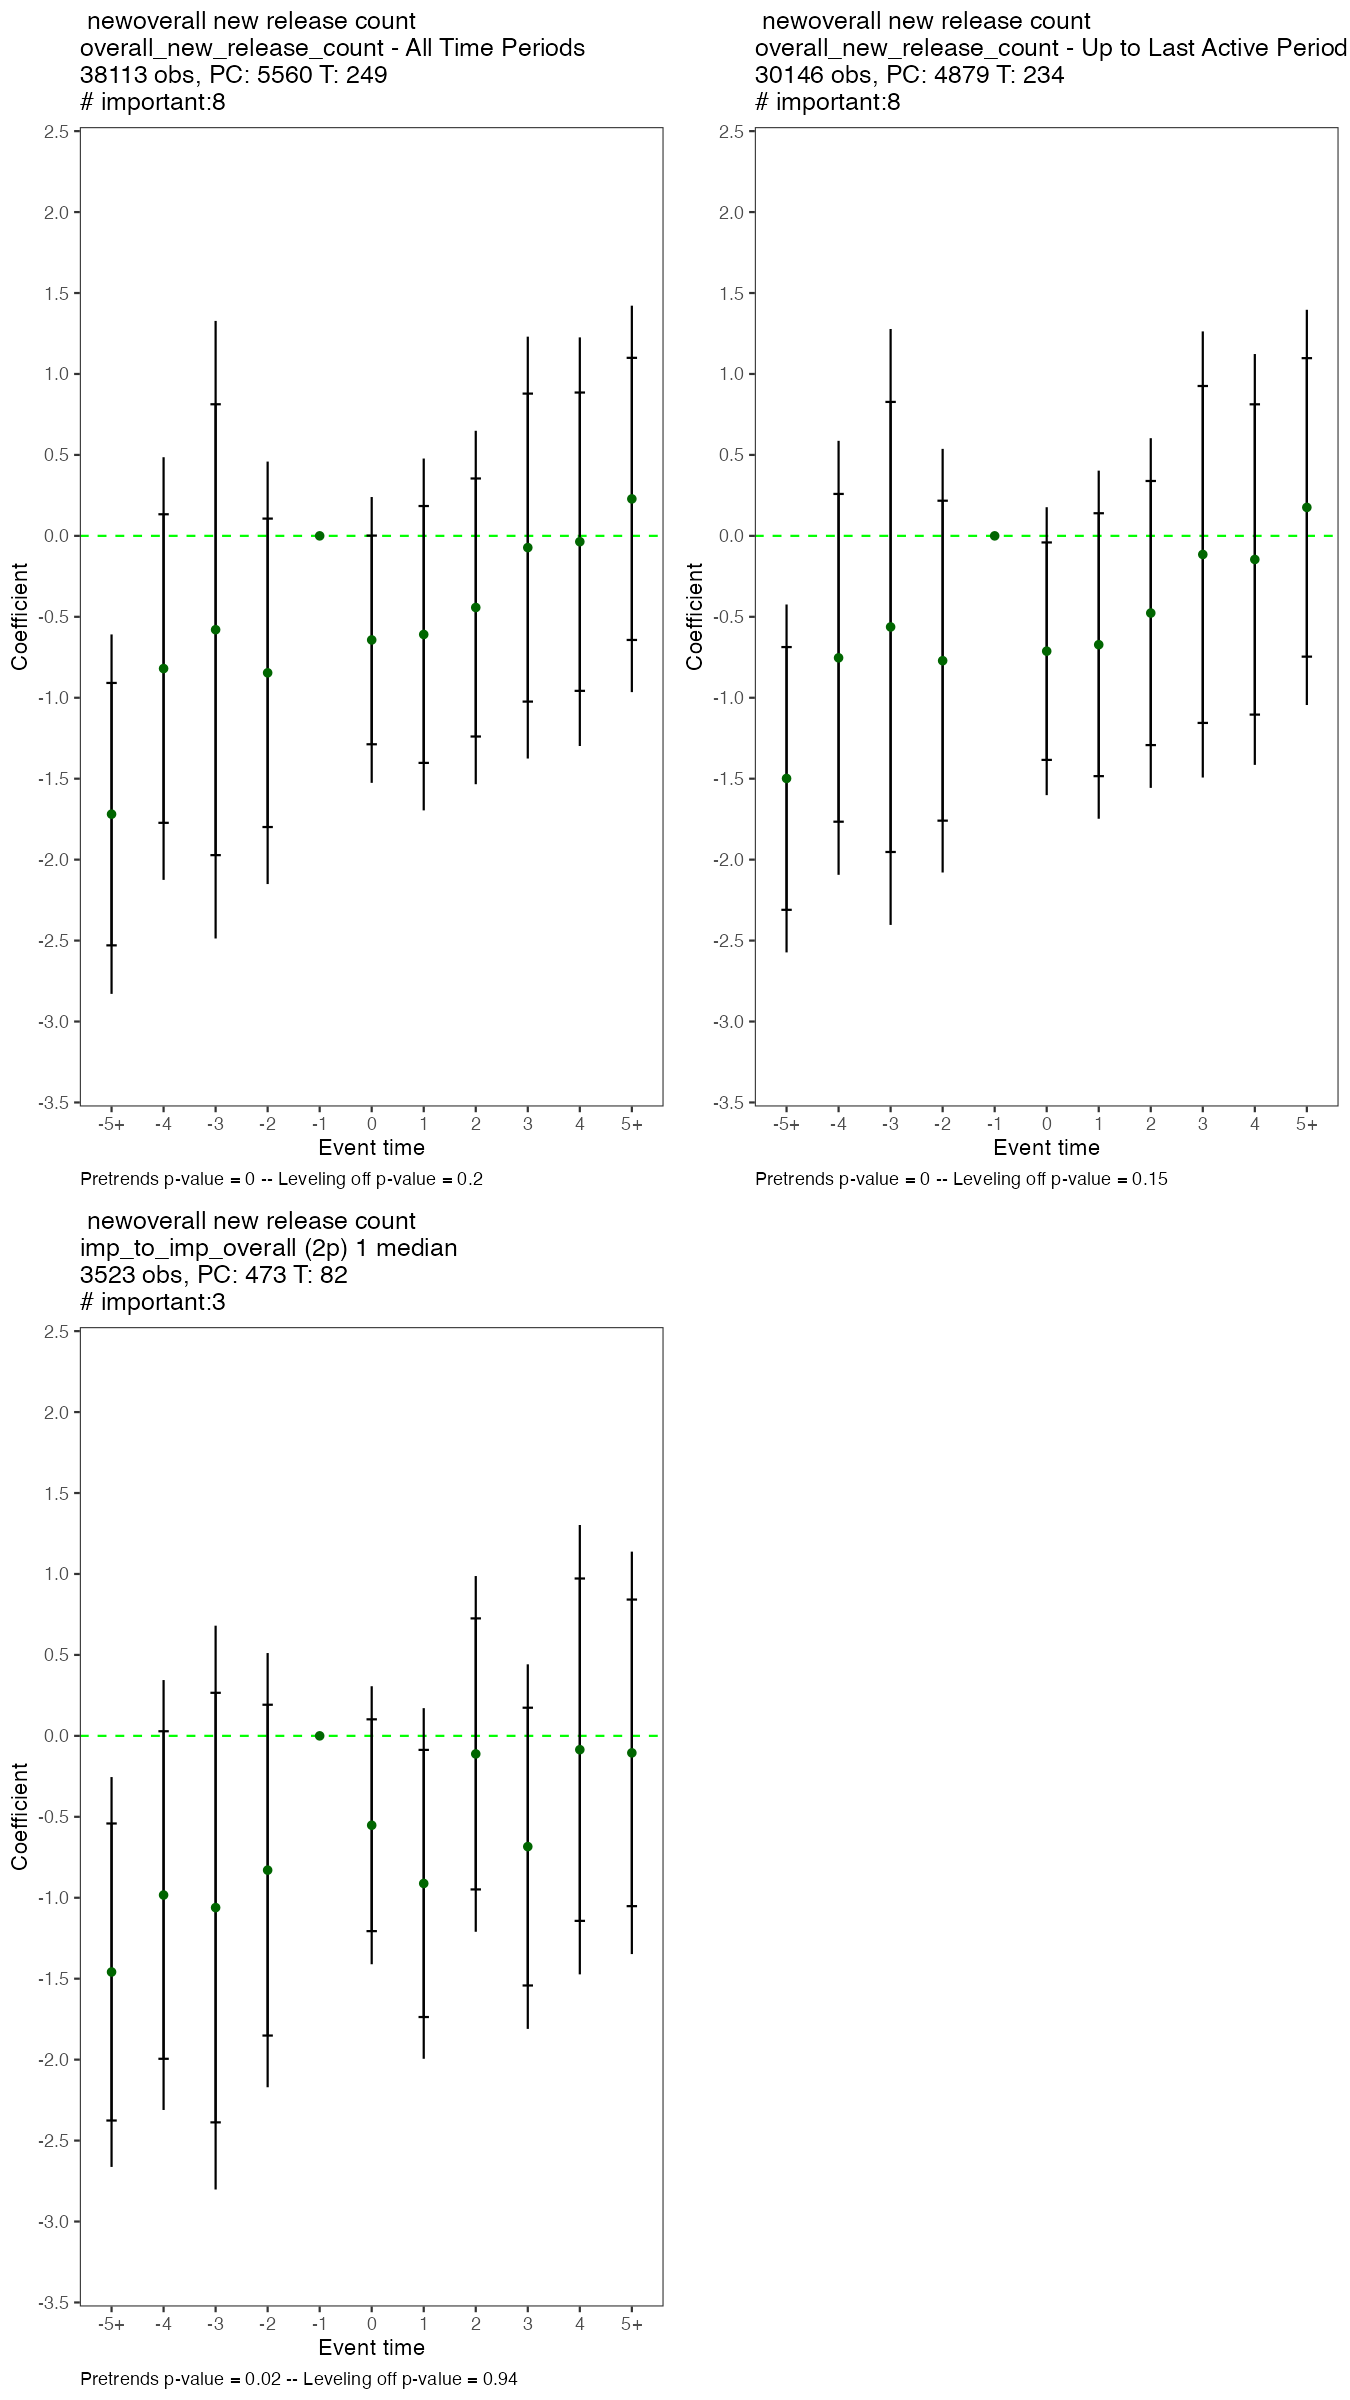 newoverall new release count
overall_new_release_count - All Time Periods
38113 obs, PC: 5560 T: 249
# important:8
2.5
2.0
1.5
1.0
0.5
0.0
-0.5
-1.0
-1.5
-2.0
-2.5
-3.0
-3.5
Coefficient
-5+ -4 -3 -2 -1 0 1 2 3 4 5+
Event time
Pretrends p-value = 0 -- Leveling off p-value = 0.2
newoverall new release count
overall_new_release_count - Up to Last Active Period
30146 obs, PC: 4879 T: 234
# important:8
2.5
2.0
1.5
1.0
0.5
0.0
-0.5
-1.0
-1.5
-2.0
-2.5
-3.0
-3.5
Coefficient
-5+ -4 -3 -2 -1 0 1 2 3 4 5+
Event time
Pretrends p-value = 0 -- Leveling off p-value = 0.15
newoverall new release count
imp_to_imp_overall (2p) 1 median
3523 obs, PC: 473 T: 82
# important:3
2.5
2.0
1.5
1.0
0.5
0.0
-0.5
-1.0
-1.5
-2.0
-2.5
-3.0
-3.5
Coefficient
-5+ -4 -3 -2 -1 0 1 2 3 4 5+
Event time
Pretrends p-value = 0.02 -- Leveling off p-value = 0.94